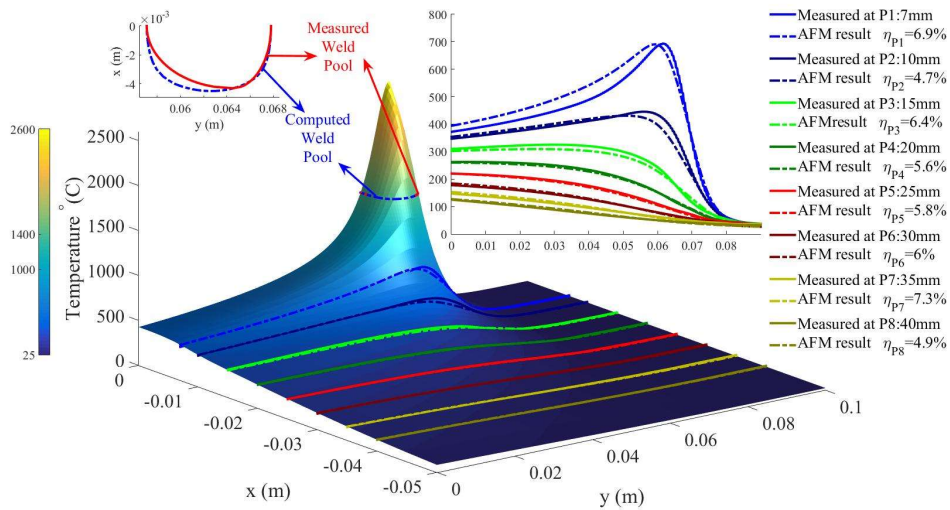 ×10⁻³
0
-2
-4
x (m)
0.06
0.064
0.068
y (m)
Measured
Weld
Pool
Computed
Weld
Pool
2600
1400
1000
25
Temperature °(C)
2500
2000
1500
1000
500
0
0
-0.01
-0.02
-0.03
-0.04
-0.05
x (m)
0
0.02
0.04
0.06
0.08
0.1
y (m)
800
700
600
500
400
300
200
100
0
0
0.01
0.02
0.03
0.04
0.05
0.06
0.07
0.08
Measured at P1:7mm
AFM result η_P1=6.9%
Measured at P2:10mm
AFM result η_P2=4.7%
Measured at P3:15mm
AFMresult η_P3=6.4%
Measured at P4:20mm
AFM result η_P4=5.6%
Measured at P5:25mm
AFM result η_P5=5.8%
Measured at P6:30mm
AFM result η_P6=6%
Measured at P7:35mm
AFM result η_P7=7.3%
Measured at P8:40mm
AFM result η_P8=4.9%